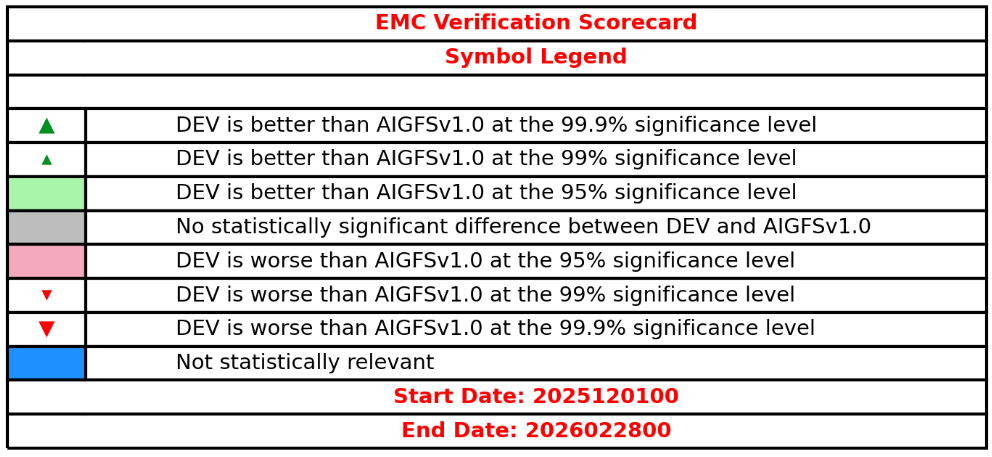 EMC Verification Scorecard
Symbol Legend
DEV is better than AIGFSv1.0 at the 99.9% significance level
DEV is better than AIGFSv1.0 at the 99% significance level
DEV is better than AIGFSv1.0 at the 95% significance level
No statistically significant difference between DEV and AIGFSv1.0
DEV is worse than AIGFSv1.0 at the 95% significance level
DEV is worse than AIGFSv1.0 at the 99% significance level
DEV is worse than AIGFSv1.0 at the 99.9% significance level
Not statistically relevant
Start Date: 2025120100
End Date: 2026022800